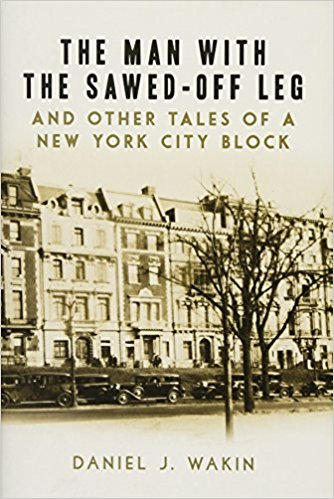 THE MAN WITH
THE SAWED-OFF LEG
AND OTHER TALES OF A
NEW YORK CITY BLOCK
DANIEL J. WAKIN